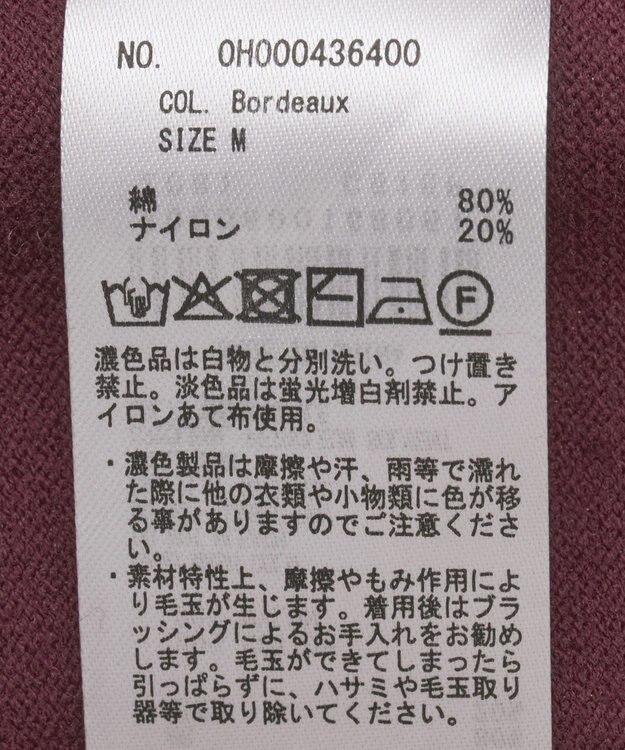 NO. 0H000436400
COL. Bordeaux
SIZE M
綿 80%
ナイロン 20%
F
濃色品は白物と分別洗い。つけ置き
禁止。淡色品は蛍光増白剤禁止。ア
イロンあて布使用。
・濃色製品は摩擦や汗、雨等で濡れ
た際に他の衣類や小物類に色が移
る事がありますのでご注意くださ
い。
・素材特性上、摩擦やもみ作用によ
り毛玉が生じます。着用後はブラ
ッシングによるお手入れをお勧め
します。毛玉ができてしまったら
引っぱらずに、ハサミや毛玉取り
器等で取り除いてください。